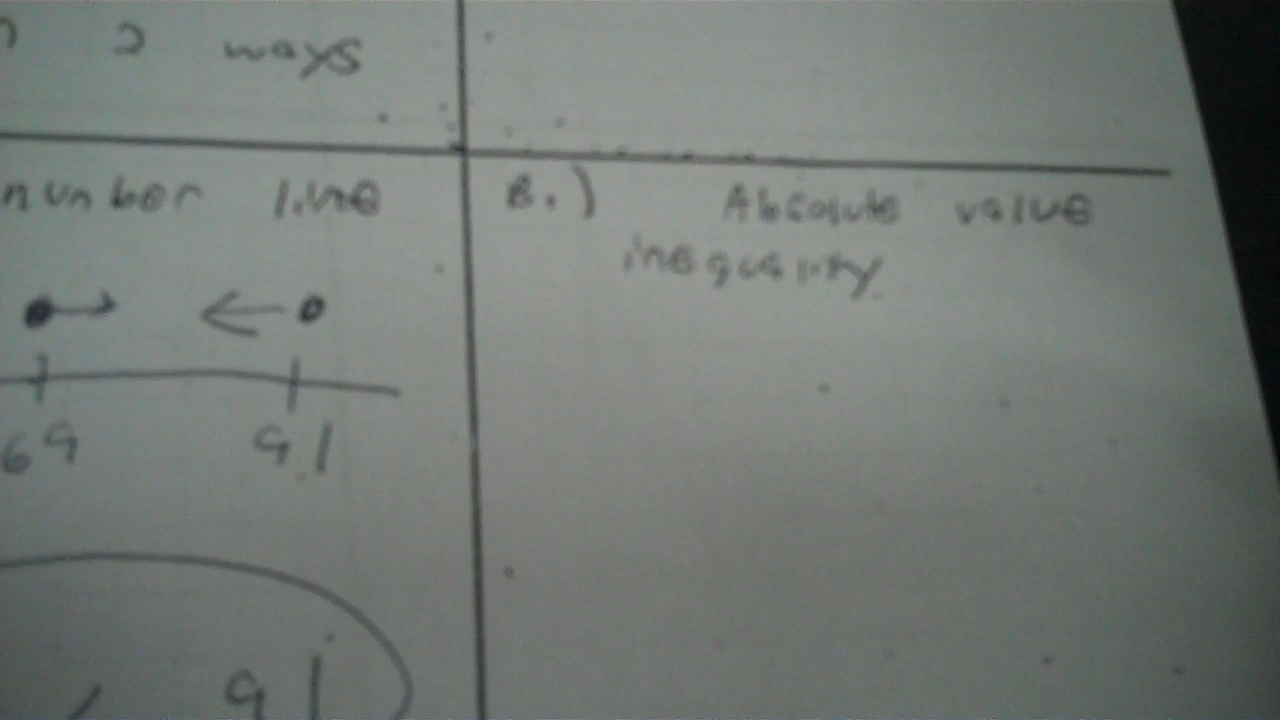 ways
number line
69 91
91
B.) Absolute value
inequality